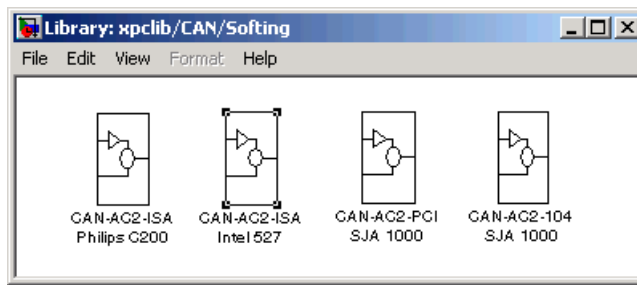 Library: xpclib/CAN/Softing
File Edit View Format Help
CAN-AC2-ISA
Philips C200
CAN-AC2-ISA
Intel 527
CAN-AC2-PCI
SJA 1000
CAN-AC2-104
SJA 1000